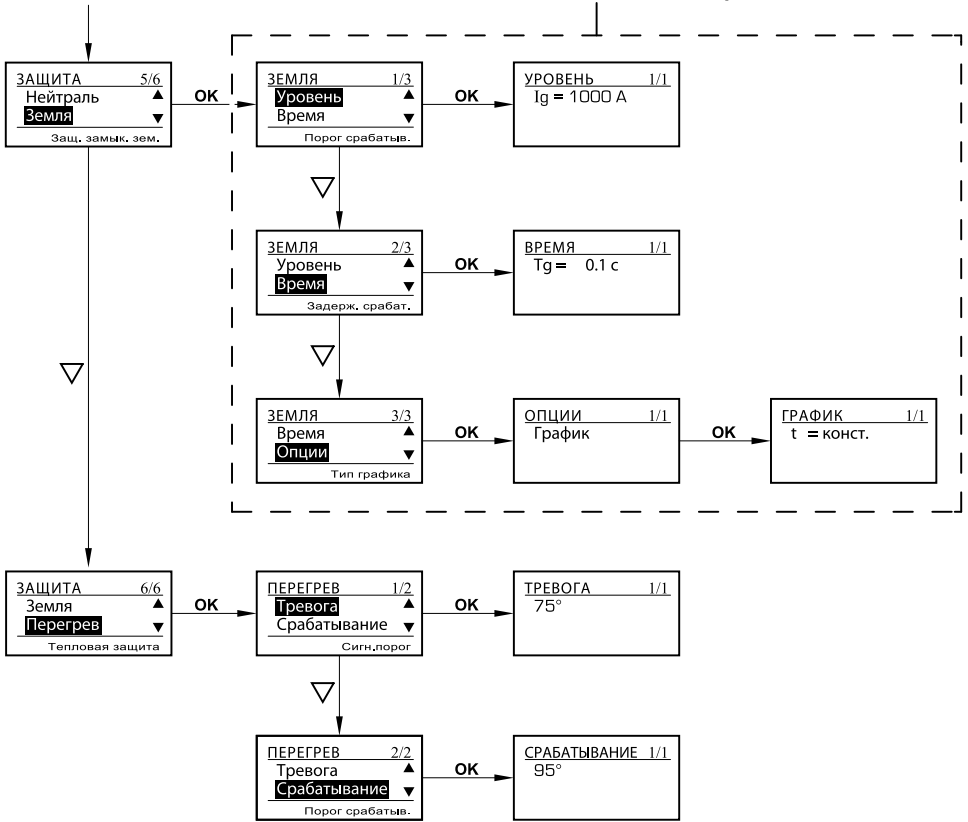 ЗАЩИТА 5/6
Нейтраль
Земля
Защ. замык. зем.
OK
ЗЕМЛЯ 1/3
Уровень
Время
Порог срабатыв.
OK
УРОВЕНЬ 1/1
Ig = 1000 A
ЗЕМЛЯ 2/3
Уровень
Время
Задерж. срабат.
OK
ВРЕМЯ 1/1
Tg = 0.1 с
ЗЕМЛЯ 3/3
Время
Опции
Тип графика
OK
ОПЦИИ 1/1
График
OK
ГРАФИК 1/1
t = конст.
ЗАЩИТА 6/6
Земля
Перегрев
Тепловая защита
OK
ПЕРЕГРЕВ 1/2
Тревога
Срабатывание
Сигн.порог
OK
ТРЕВОГА 1/1
75°
ПЕРЕГРЕВ 2/2
Тревога
Срабатывание
Порог срабатыв.
OK
СРАБАТЫВАНИЕ 1/1
95°